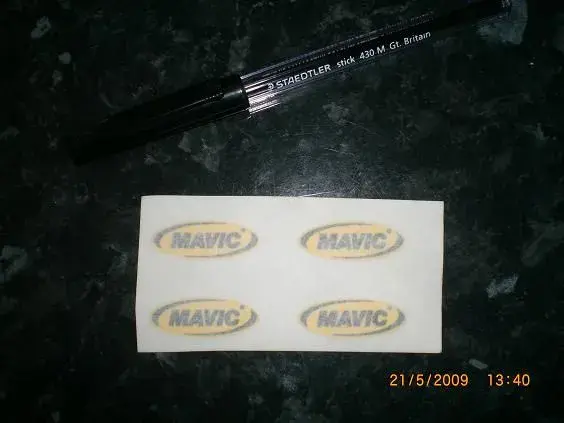 STAEDTLER stick 430 M Gt. Britain
MAVIC® MAVIC®
MAVIC® MAVIC®
21/5/2009 13:40